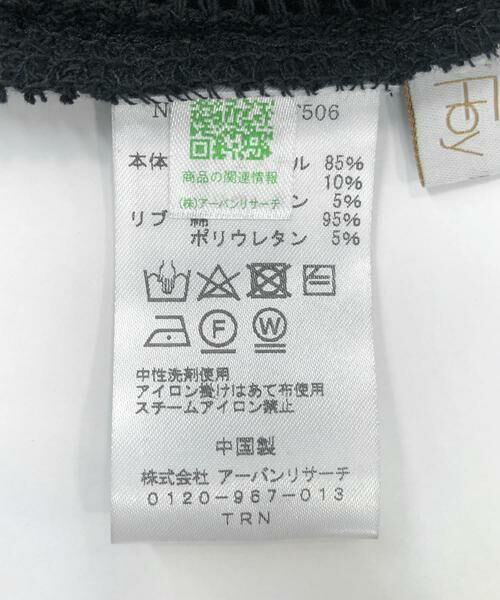 506
商品の関連情報
(株)アーバンリサーチ
本体 ル 85%
10%
ン 5%
リブ 綿 95%
ポリウレタン 5%
中性洗剤使用
アイロン掛けはあて布使用
スチームアイロン禁止
中国製
株式会社 アーバンリサーチ
0120-967-013
TRN
F
W